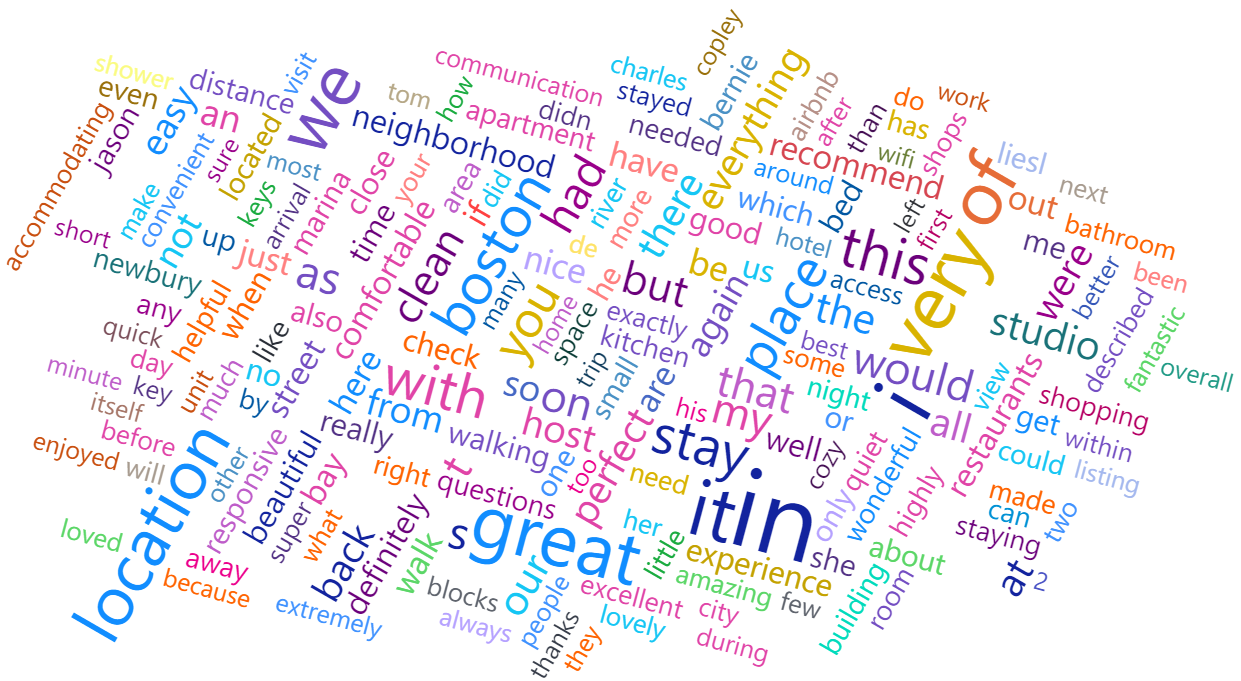 copley
charles
communication
shower
visit
distance
even
we
tom
how
an
stayed
bernie
everything
airbnb
after
do
work
than
has
shops
accommodating
jason
easy
located
sure
neighborhood
apartment
didn
needed
have
recommend
wifi
of
liesl
next
convenient
most
keys
close
your
area
did
had
river
around
left
out
make
arrival
marina
if
there
which
bed
first
bathroom
short
not
up
time
comfortable
boston
de
more
good
hotel
this
me
were
been
newbury
just
as
clean
nice
he
but
be
us
access
very
better
any
helpful
when
also
many
you
home
space
exactly
again
place
the
studio
described
fantastic
quick
day
like
check
kitchen
best
some
overall
minute
key
unit
much
no
street
here
with
so
on
trip
small
are
that
would
i
view
restaurants
shopping
itself
by
from
host
his
my
night
or
all
get
within
enjoyed
before
will
location
other
responsive
beautiful
really
walking
perfect
stay
well
cozy
quiet
could
listing
super
bay
right
t
questions
one
too
need
.
it
in
only
wonderful
highly
made
can
two
loved
away
what
back
definitely
walk
s
great
her
little
experience
she
about
staying
at
2
because
extremely
blocks
our
people
excellent
amazing
few
building
room
always
thanks
they
lovely
city
during